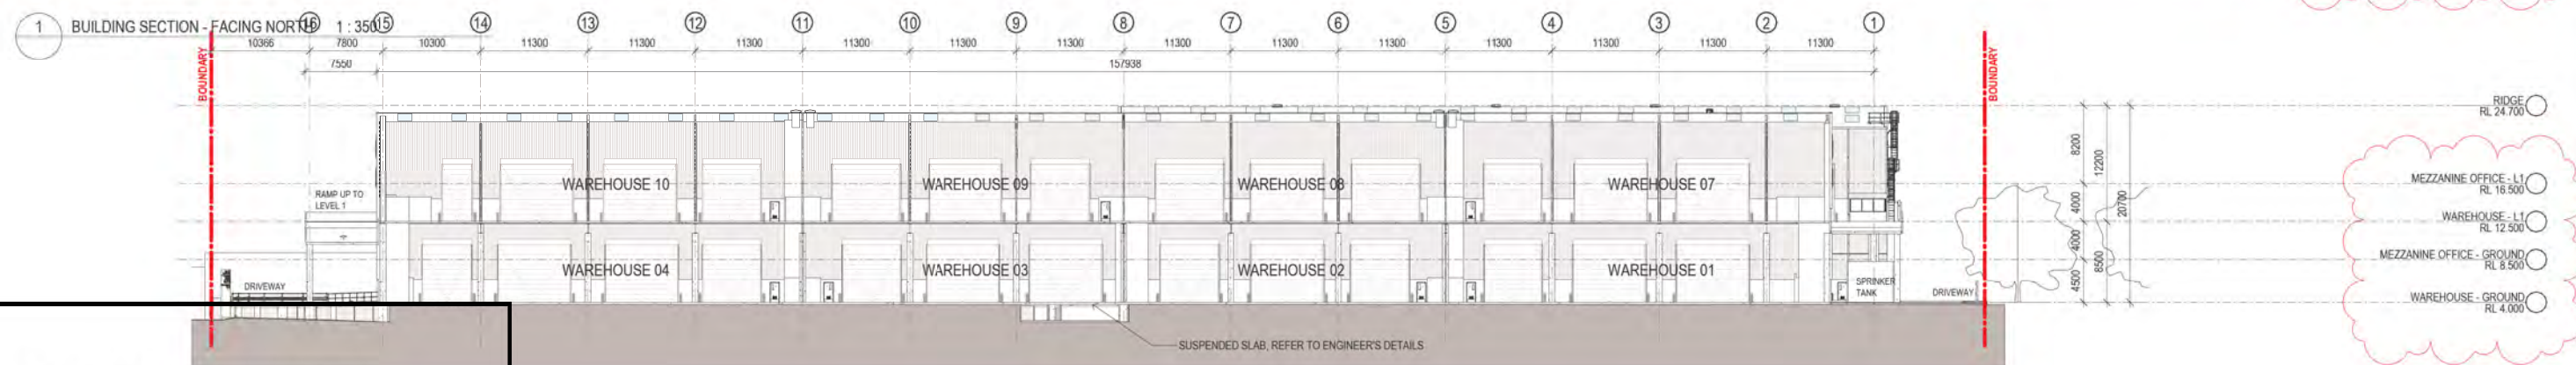 1 BUILDING SECTION - FACING NORTH 1 : 350
16 15 14 13 12 11 10 9 8 7 6 5 4 3 2 1
10366 7800 10300 11300 11300 11300 11300 11300 11300 11300 11300 11300 11300 11300 11300 11300
7550 157938
BOUNDARY
BOUNDARY
RIDGE
RL 24.700
8200
12200
20700
4000
4000
8500
4500
MEZZANINE OFFICE - L1
RL 16.500
WAREHOUSE 10 WAREHOUSE 09 WAREHOUSE 08 WAREHOUSE 07
RAMP UP TO
LEVEL 1
WAREHOUSE - L1
RL 12.500
MEZZANINE OFFICE - GROUND
RL 8.500
WAREHOUSE 04 WAREHOUSE 03 WAREHOUSE 02 WAREHOUSE 01
DRIVEWAY
SPRINKER
TANK
DRIVEWAY
WAREHOUSE - GROUND
RL 4.000
SUSPENDED SLAB, REFER TO ENGINEER'S DETAILS